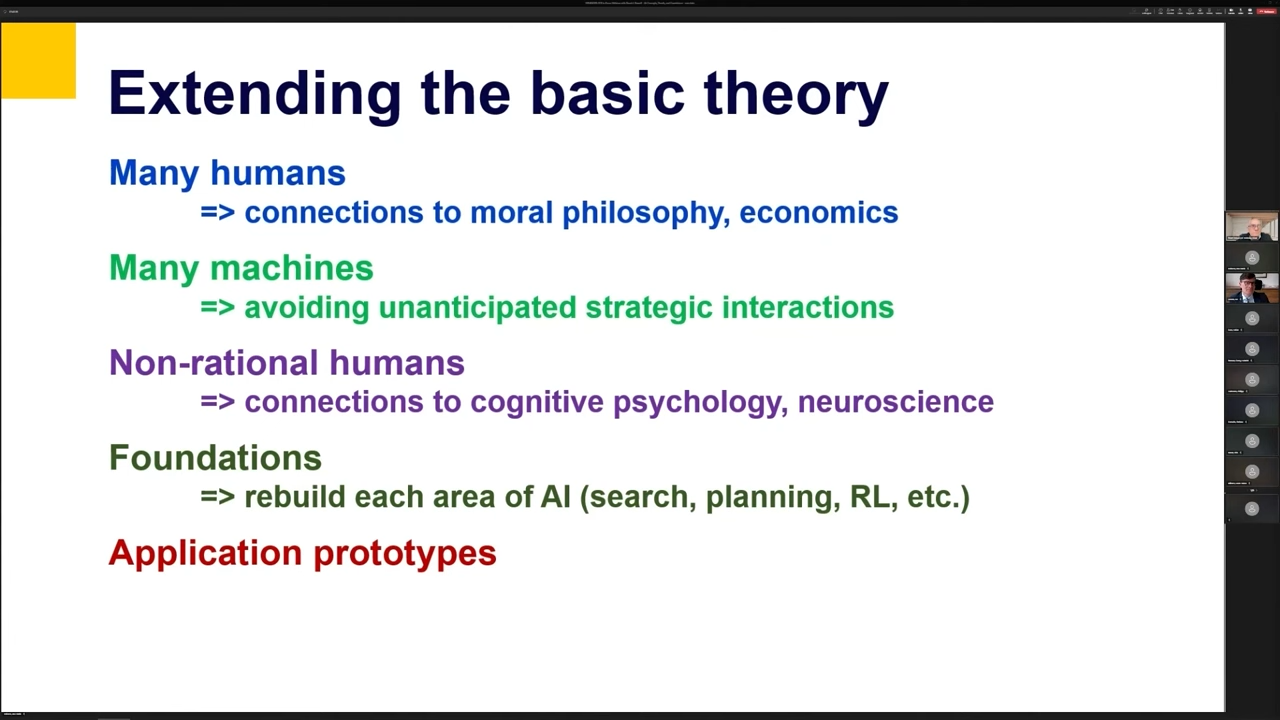 Extending the basic theory
Many humans
=> connections to moral philosophy, economics
Many machines
=> avoiding unanticipated strategic interactions
Non-rational humans
=> connections to cognitive psychology, neuroscience
Foundations
=> rebuild each area of AI (search, planning, RL, etc.)
Application prototypes